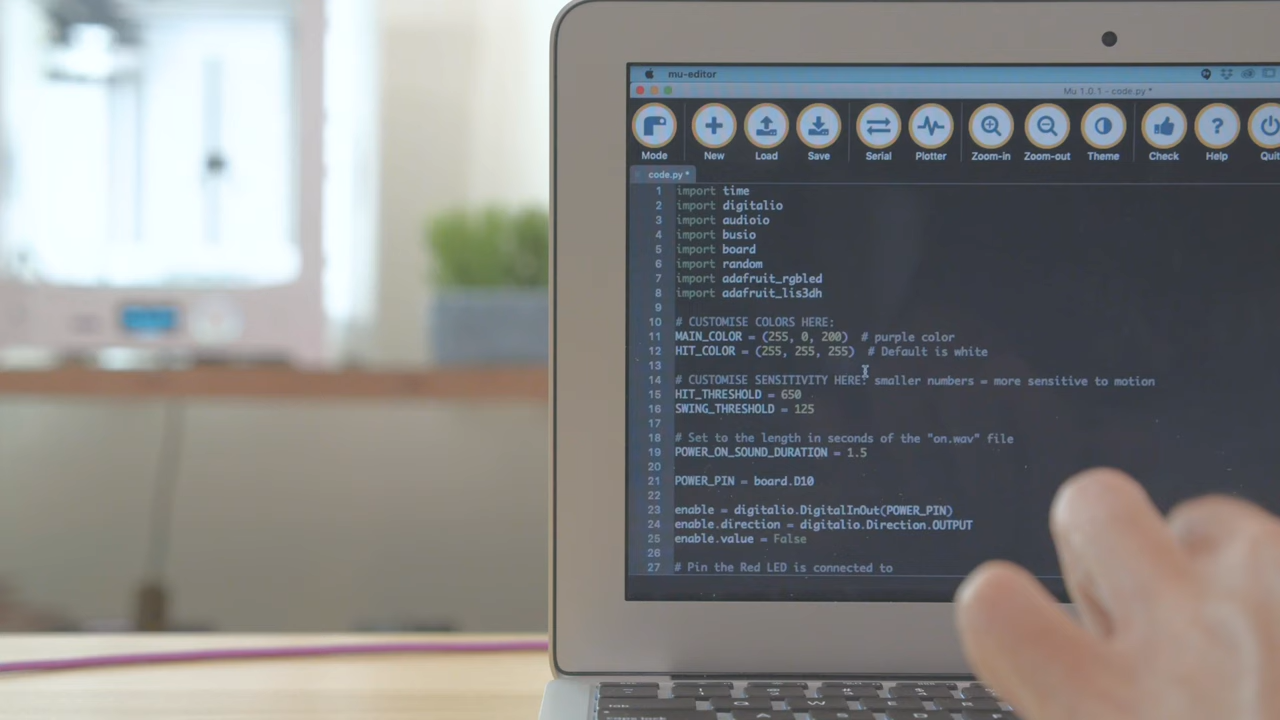 mu-editor
Mu 1.0.1 - code.py *
Mode New Load Save Serial Plotter Zoom-in Zoom-out Theme Check Help Quit
code.py *
1 import time
2 import digitalio
3 import audioio
4 import busio
5 import board
6 import random
7 import adafruit_rgbled
8 import adafruit_lis3dh
9
10 # CUSTOMISE COLORS HERE:
11 MAIN_COLOR = (255, 0, 200)  # purple color
12 HIT_COLOR = (255, 255, 255)  # Default is white
13
14 # CUSTOMISE SENSITIVITY HERE: smaller numbers = more sensitive to motion
15 HIT_THRESHOLD = 650
16 SWING_THRESHOLD = 125
17
18 # Set to the length in seconds of the "on.wav" file
19 POWER_ON_SOUND_DURATION = 1.5
20
21 POWER_PIN = board.D10
22
23 enable = digitalio.DigitalInOut(POWER_PIN)
24 enable.direction = digitalio.Direction.OUTPUT
25 enable.value = False
26
27 # Pin the Red LED is connected to
tab Q W E R
caps lock A S D F